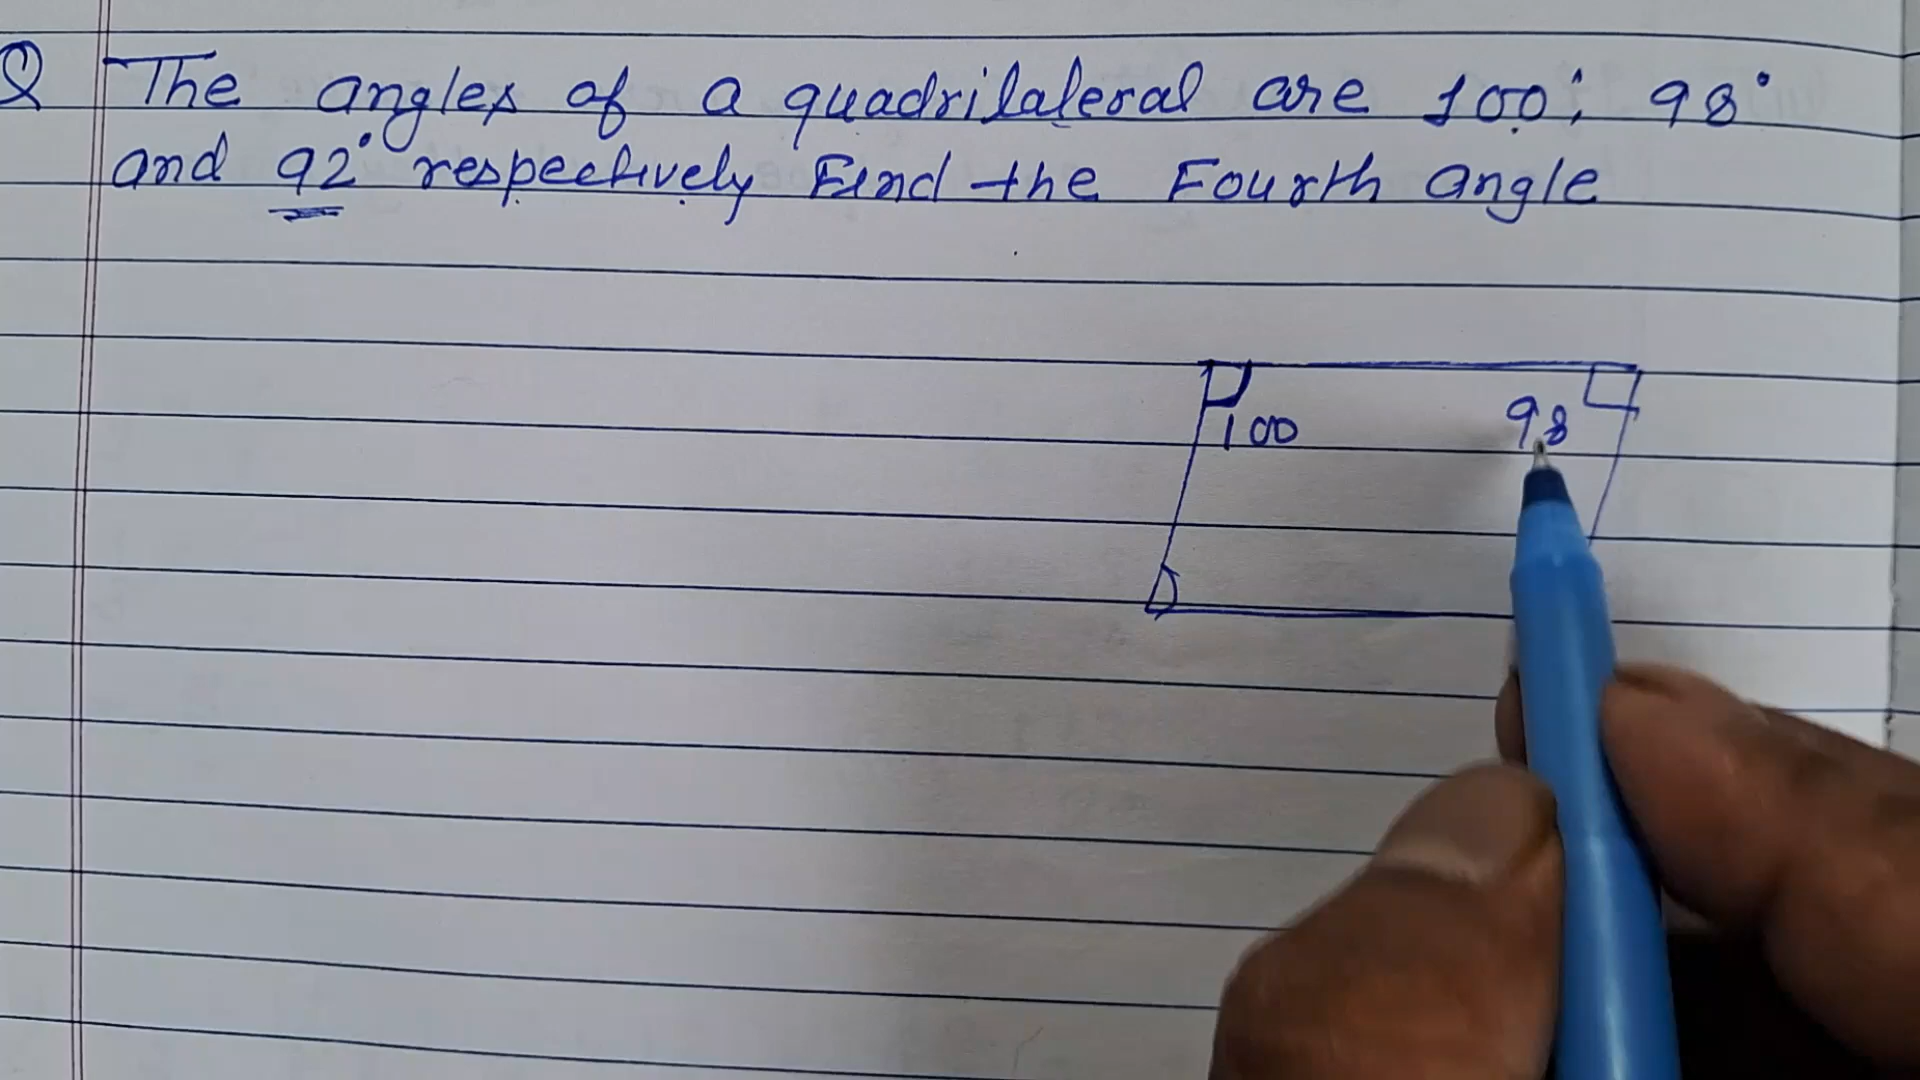 Q The angles of a quadrilateral are 100°, 98°
and 92° respectively Find the Fourth angle
100 98